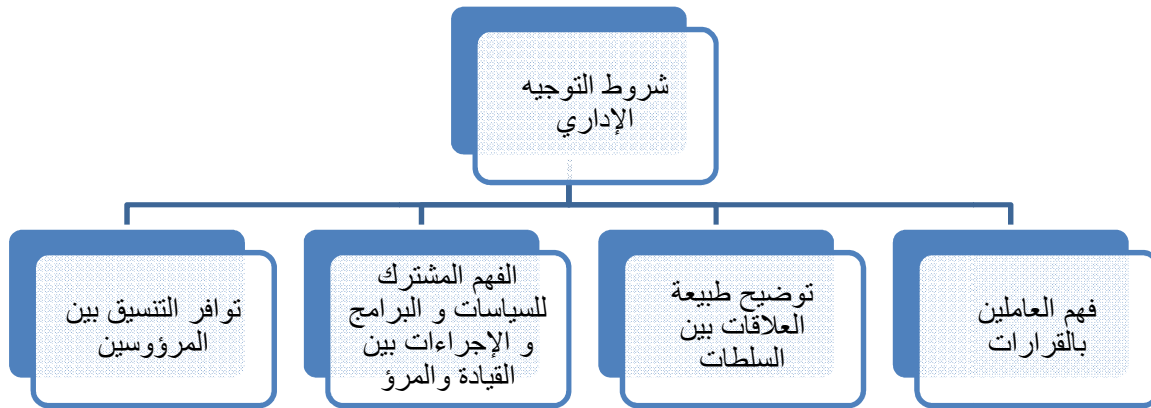 شروط التوجيه
الإداري
فهم العاملين
بالقرارات
توضيح طبيعة
العلاقات بين
السلطات
الفهم المشترك
للسياسات و البرامج
و الإجراءات بين
القيادة والمرؤ
توافر التنسيق بين
المرؤوسين